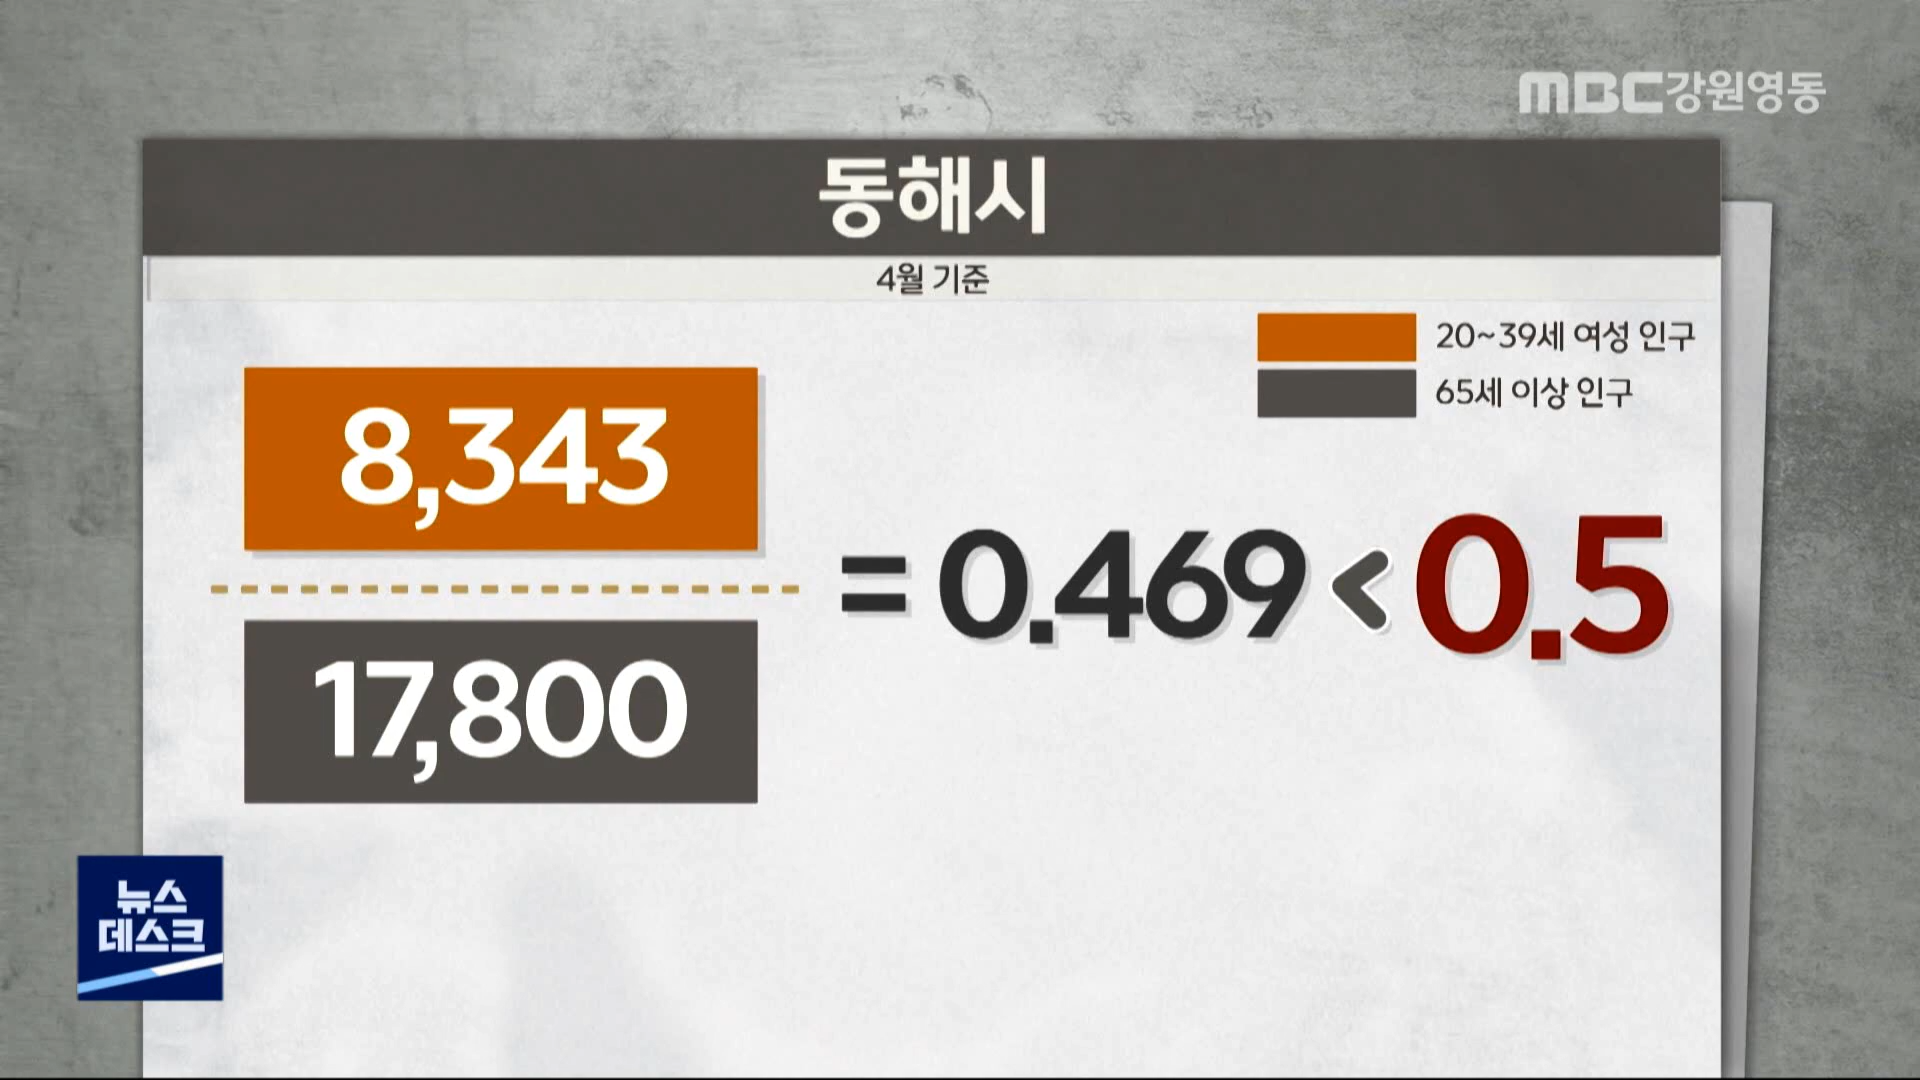 MBC강원영동
동해시
4월 기준
20~39세 여성 인구
65세 이상 인구
8,343
17,800
= 0.469 < 0.5
뉴스
데스크